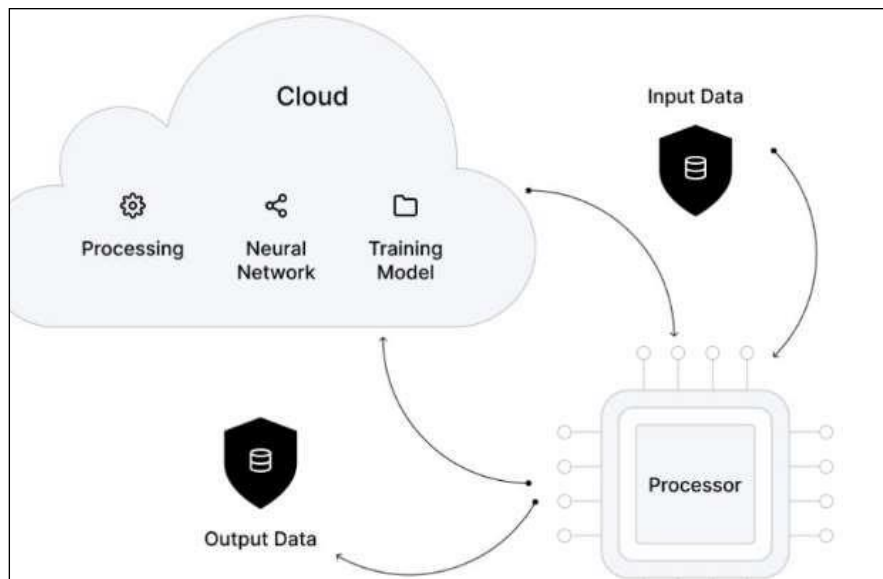 Cloud
Input Data
Processing
Neural
Network
Training
Model
Processor
Output Data